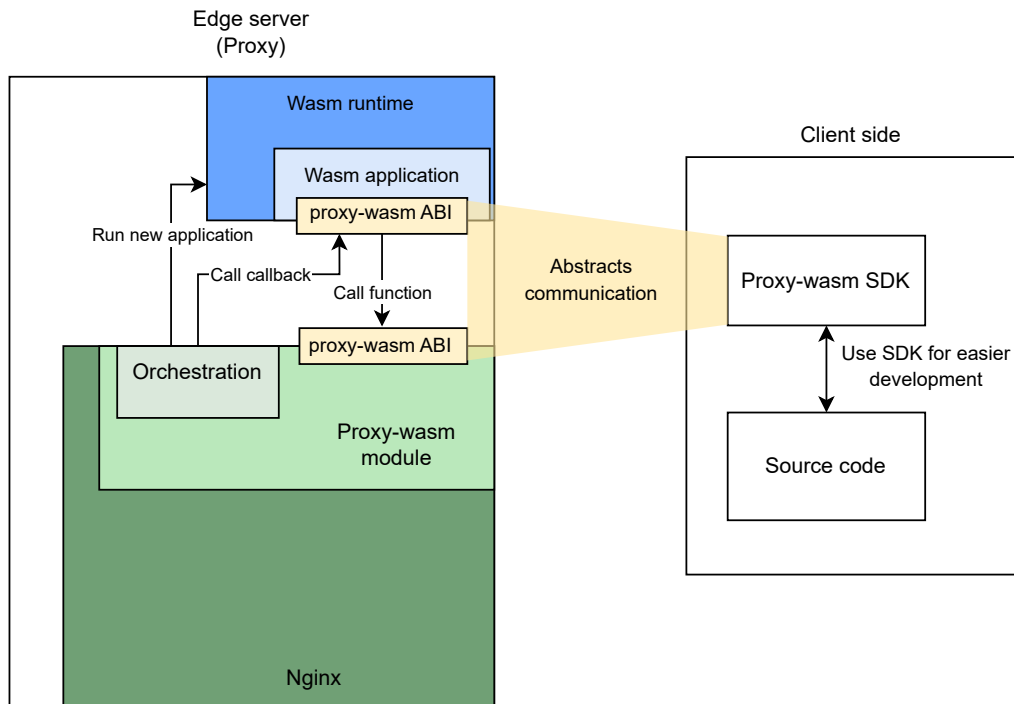 Edge server
(Proxy)
Wasm runtime
Wasm application
proxy-wasm ABI
Run new application
Call callback
Call function
proxy-wasm ABI
Orchestration
Proxy-wasm
module
Nginx
Abstracts
communication
Client side
Proxy-wasm SDK
Use SDK for easier
development
Source code